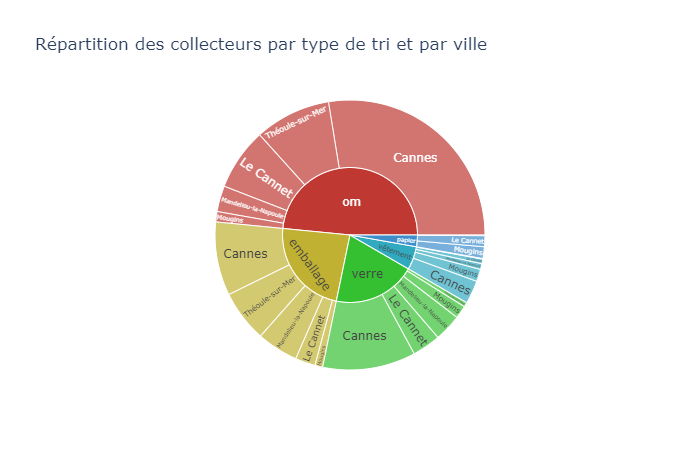 Répartition des collecteurs par type de tri et par ville
Théoule-sur-Mer
Cannes
Le Cannet
Mandelieu-la-Napoule
Mougins
om
emballage
verre
vêtement
papier
Cannes
Théoule-sur-Mer
Mandelieu-la-Napoule
Le Cannet
Mougins
Cannes
Le Cannet
Mandelieu-la-Napoule
Mougins
Cannes
Mougins
Mougins
Le Cannet